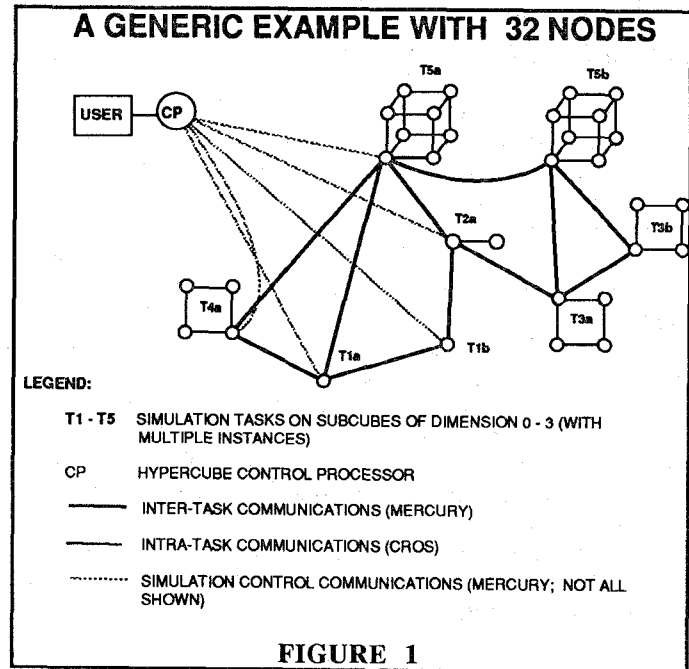 A GENERIC EXAMPLE WITH 32 NODES
T5a
T5b
USER
CP
T2a
T3b
T4a
T3a
T1a
T1b
LEGEND:
T1 - T5 SIMULATION TASKS ON SUBCUBES OF DIMENSION 0 - 3 (WITH
MULTIPLE INSTANCES)
CP HYPERCUBE CONTROL PROCESSOR
INTER-TASK COMMUNICATIONS (MERCURY)
INTRA-TASK COMMUNICATIONS (CROS)
SIMULATION CONTROL COMMUNICATIONS (MERCURY; NOT ALL
SHOWN)
FIGURE 1